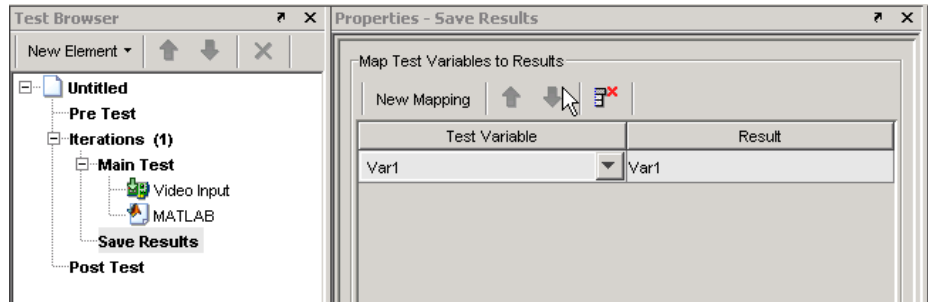 Test Browser
New Element
Untitled
Pre Test
Iterations (1)
Main Test
Video Input
MATLAB
Save Results
Post Test
Properties - Save Results
Map Test Variables to Results
New Mapping
Test Variable Result
Var1 Var1